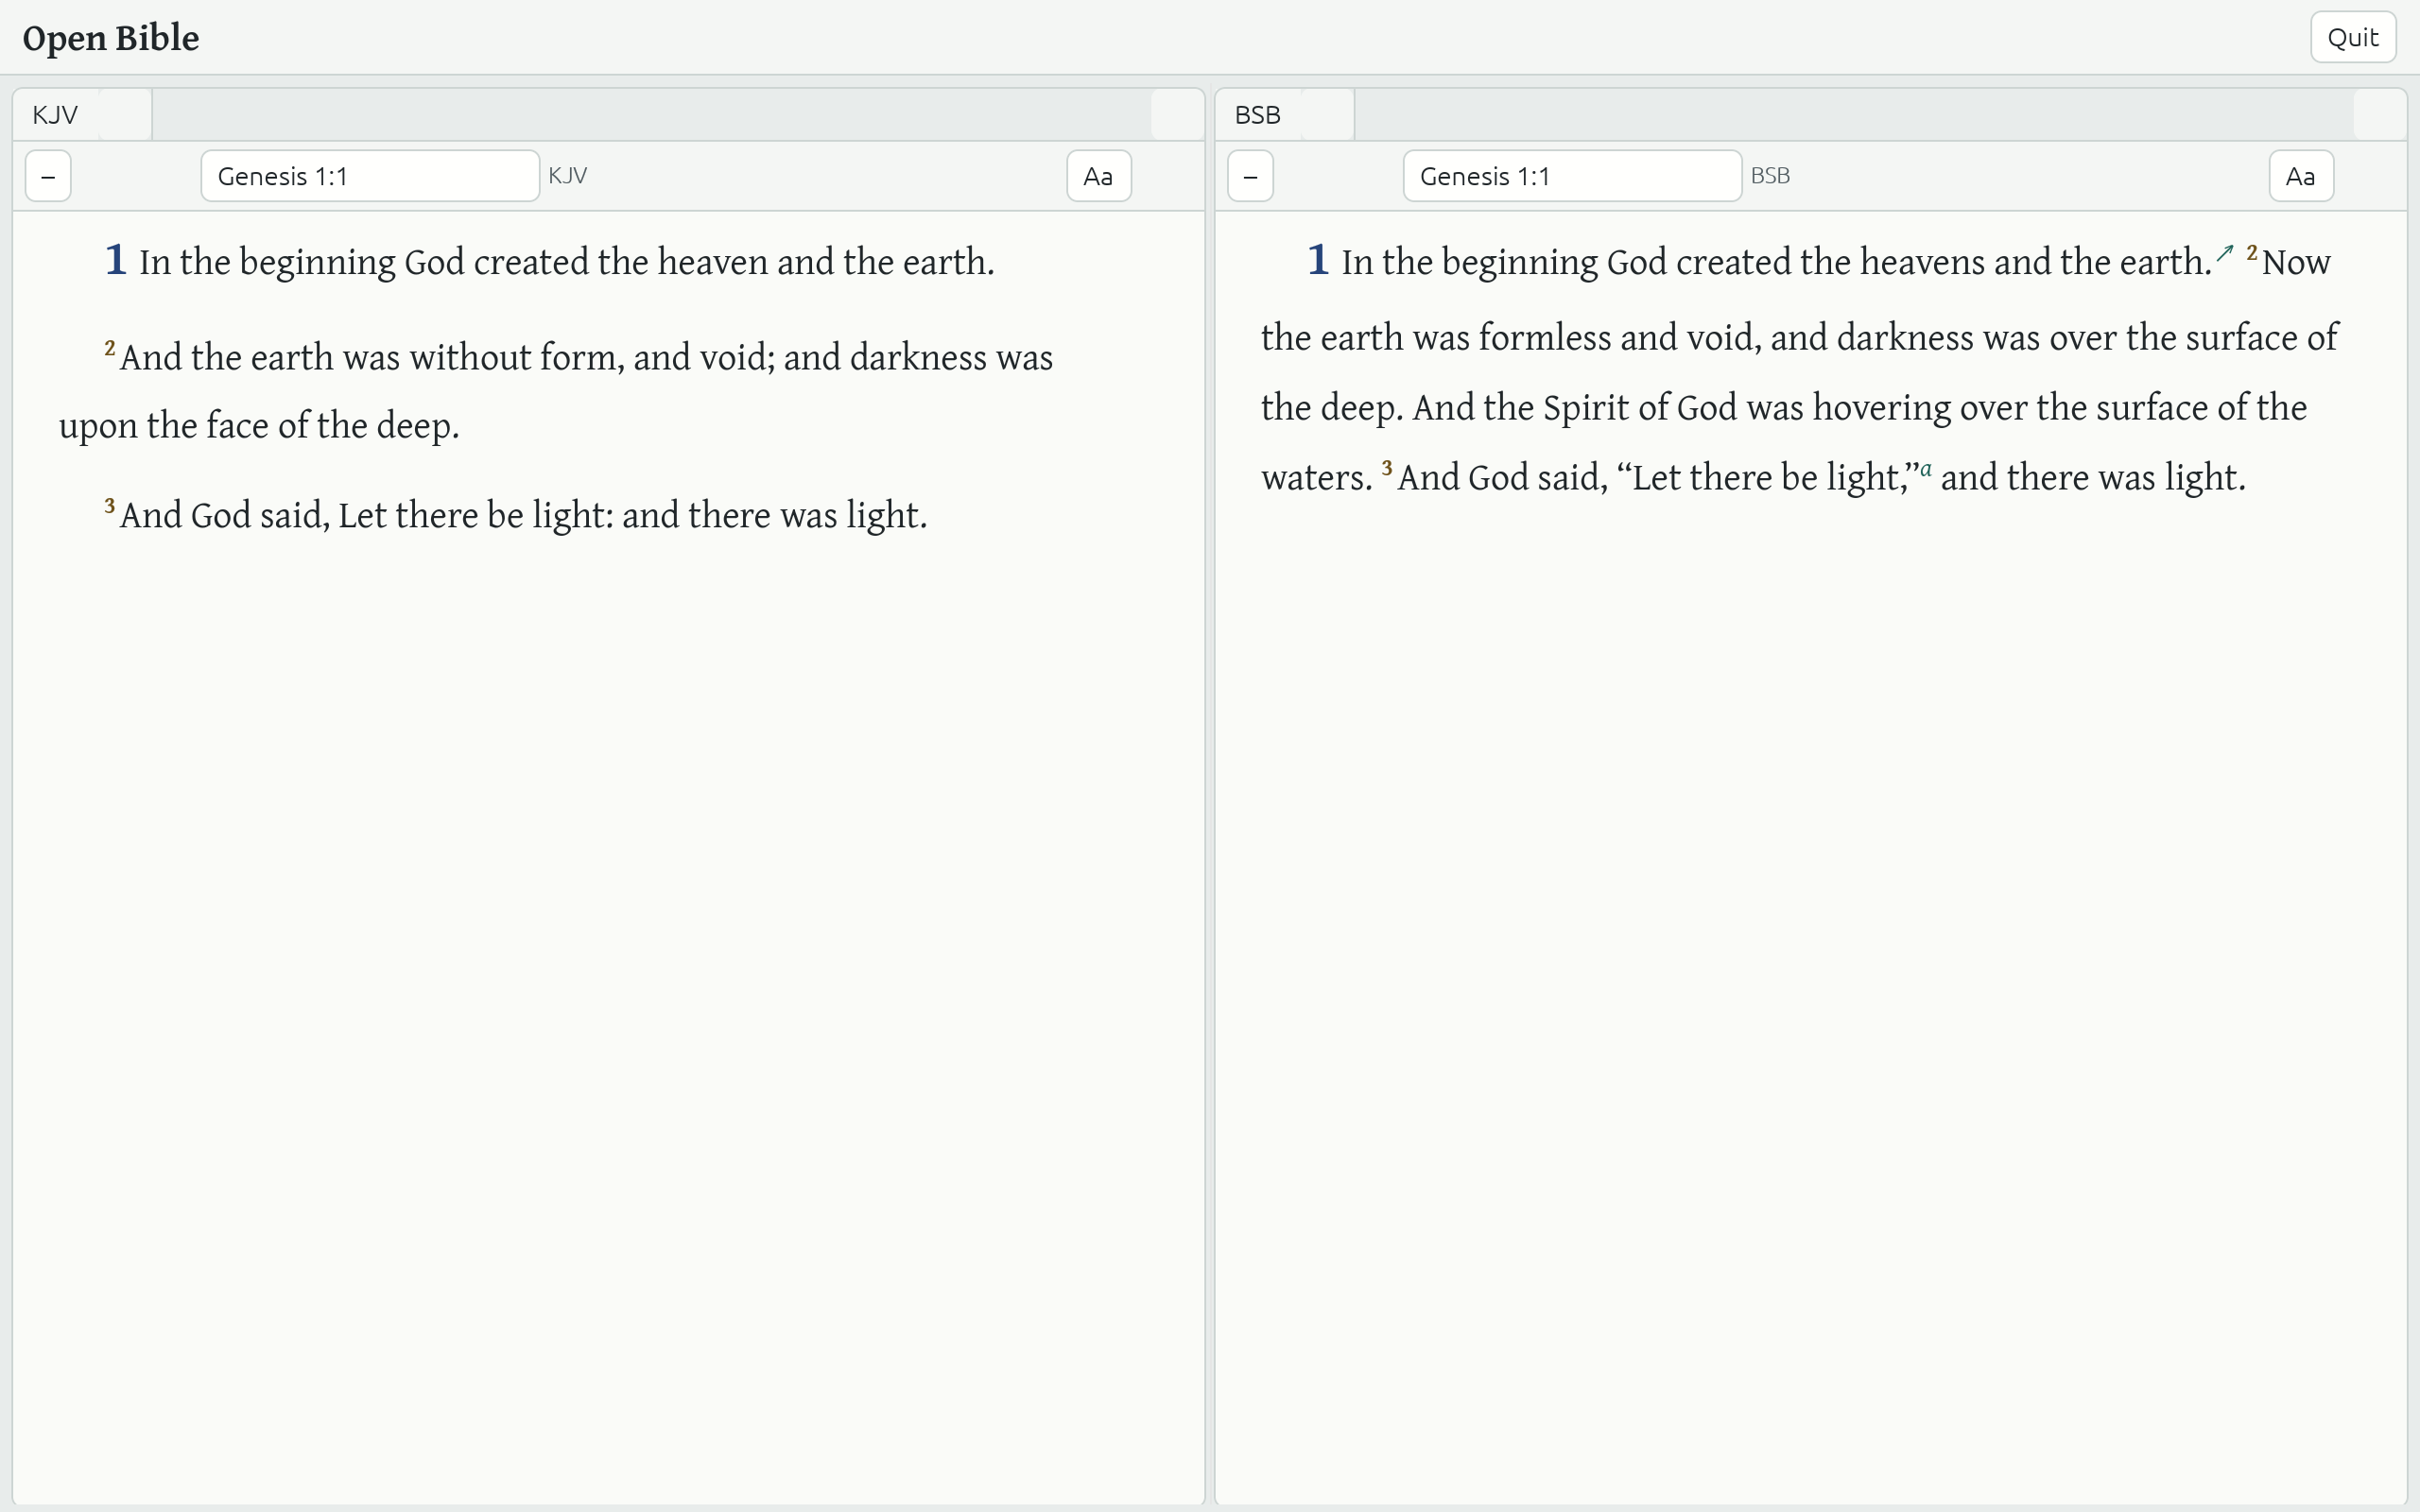 Open Bible
Quit
KJV
–
Genesis 1:1
KJV
Aa
1 In the beginning God created the heaven and the earth.
2 And the earth was without form, and void; and darkness was
upon the face of the deep.
3 And God said, Let there be light: and there was light.
BSB
–
Genesis 1:1
BSB
Aa
1 In the beginning God created the heavens and the earth.↗ 2 Now
the earth was formless and void, and darkness was over the surface of
the deep. And the Spirit of God was hovering over the surface of the
waters. 3 And God said, “Let there be light,”a and there was light.